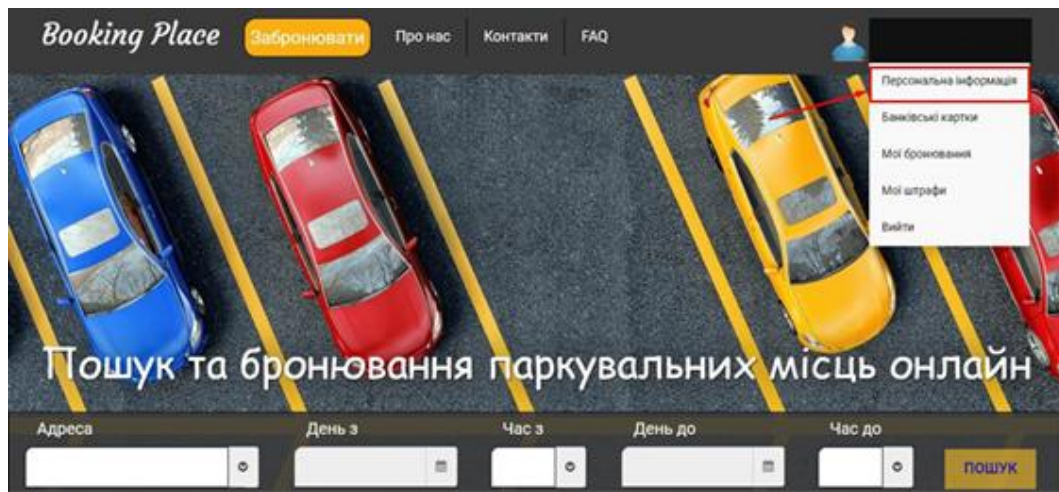 Booking Place Забронювати Про нас Контакти FAQ
Персональна інформація
Банківські картки
Мої бронювання
Мої штрафи
Вийти
Пошук та бронювання паркувальних місць онлайн
Адреса День з Час з День до Час до
ПОШУК